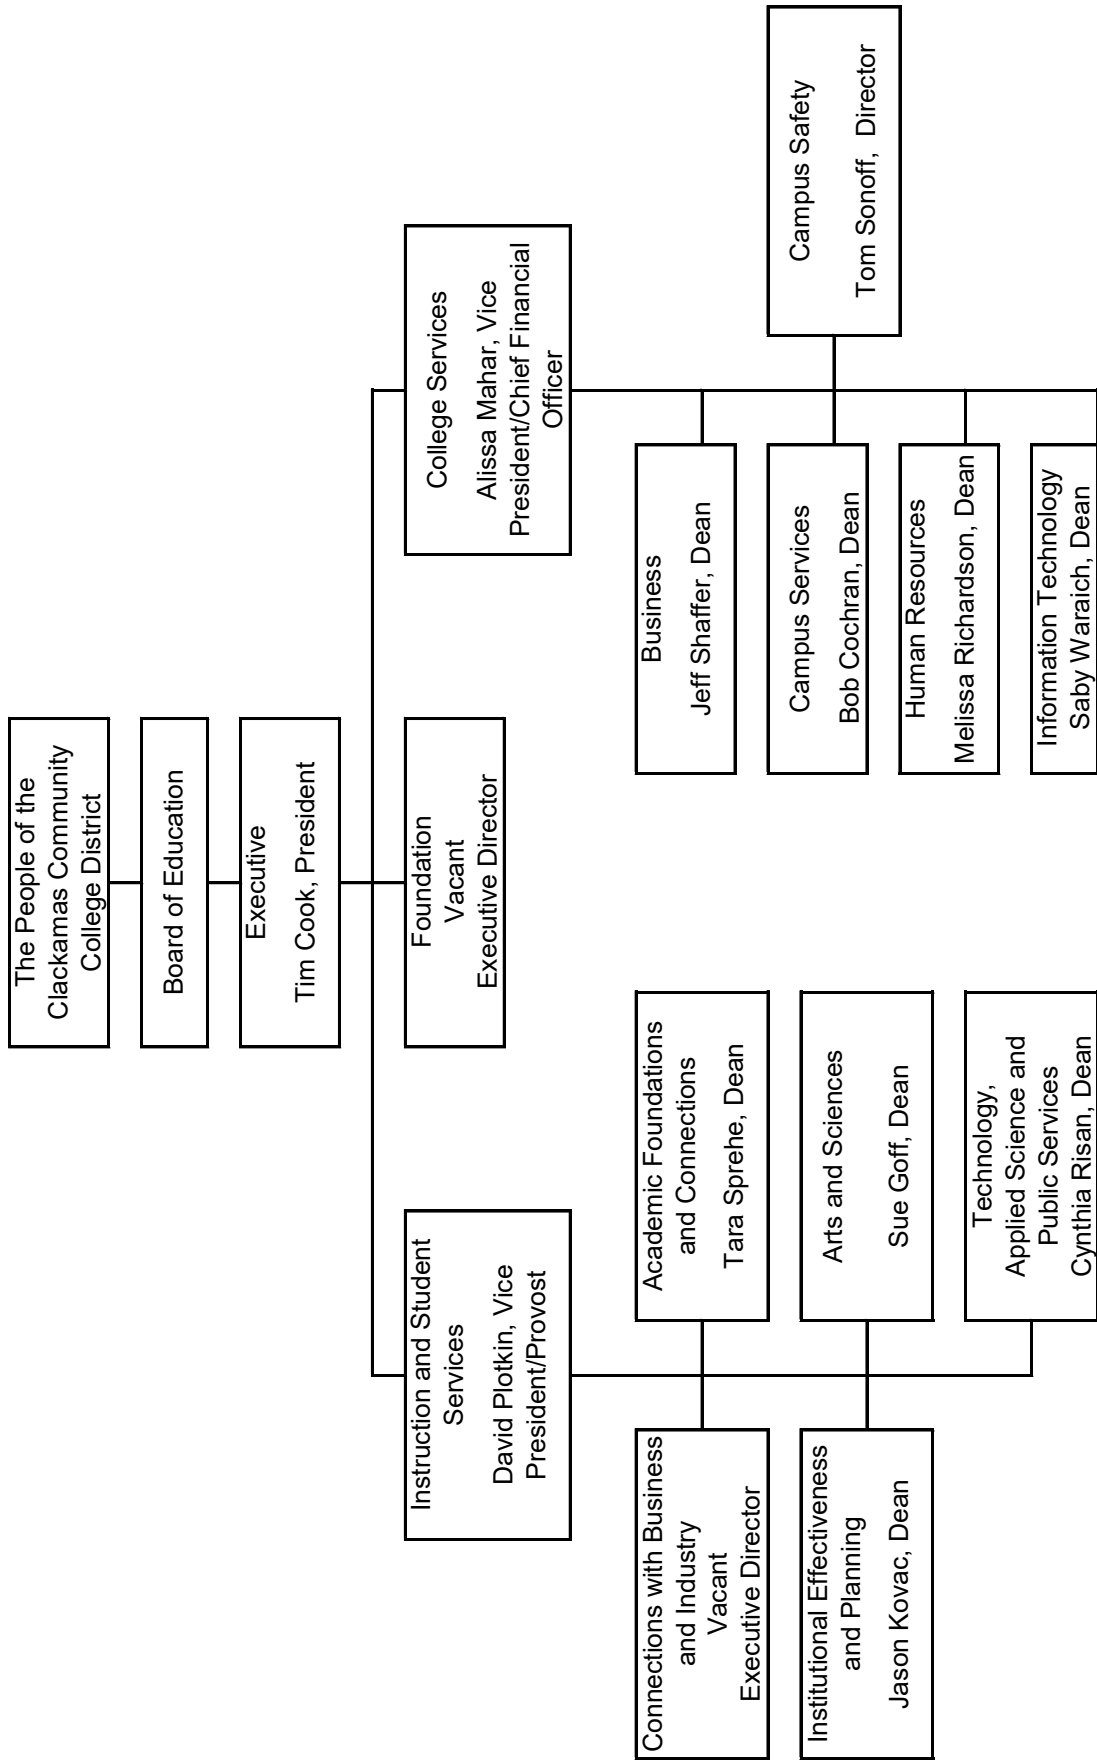 The People of the
Clackamas Community
College District
Board of Education
Executive
Tim Cook, President
Instruction and Student
Services
David Plotkin, Vice
President/Provost
Foundation
Vacant
Executive Director
College Services
Alissa Mahar, Vice
President/Chief Financial
Officer
Connections with Business
and Industry
Vacant
Executive Director
Academic Foundations
and Connections
Tara Sprehe, Dean
Business
Jeff Shaffer, Dean
Institutional Effectiveness
and Planning
Jason Kovac, Dean
Arts and Sciences
Sue Goff, Dean
Campus Services
Bob Cochran, Dean
Campus Safety
Tom Sonoff,  Director
Technology,
Applied Science and
Public Services
Cynthia Risan, Dean
Human Resources
Melissa Richardson, Dean
Information Technology
Saby Waraich, Dean